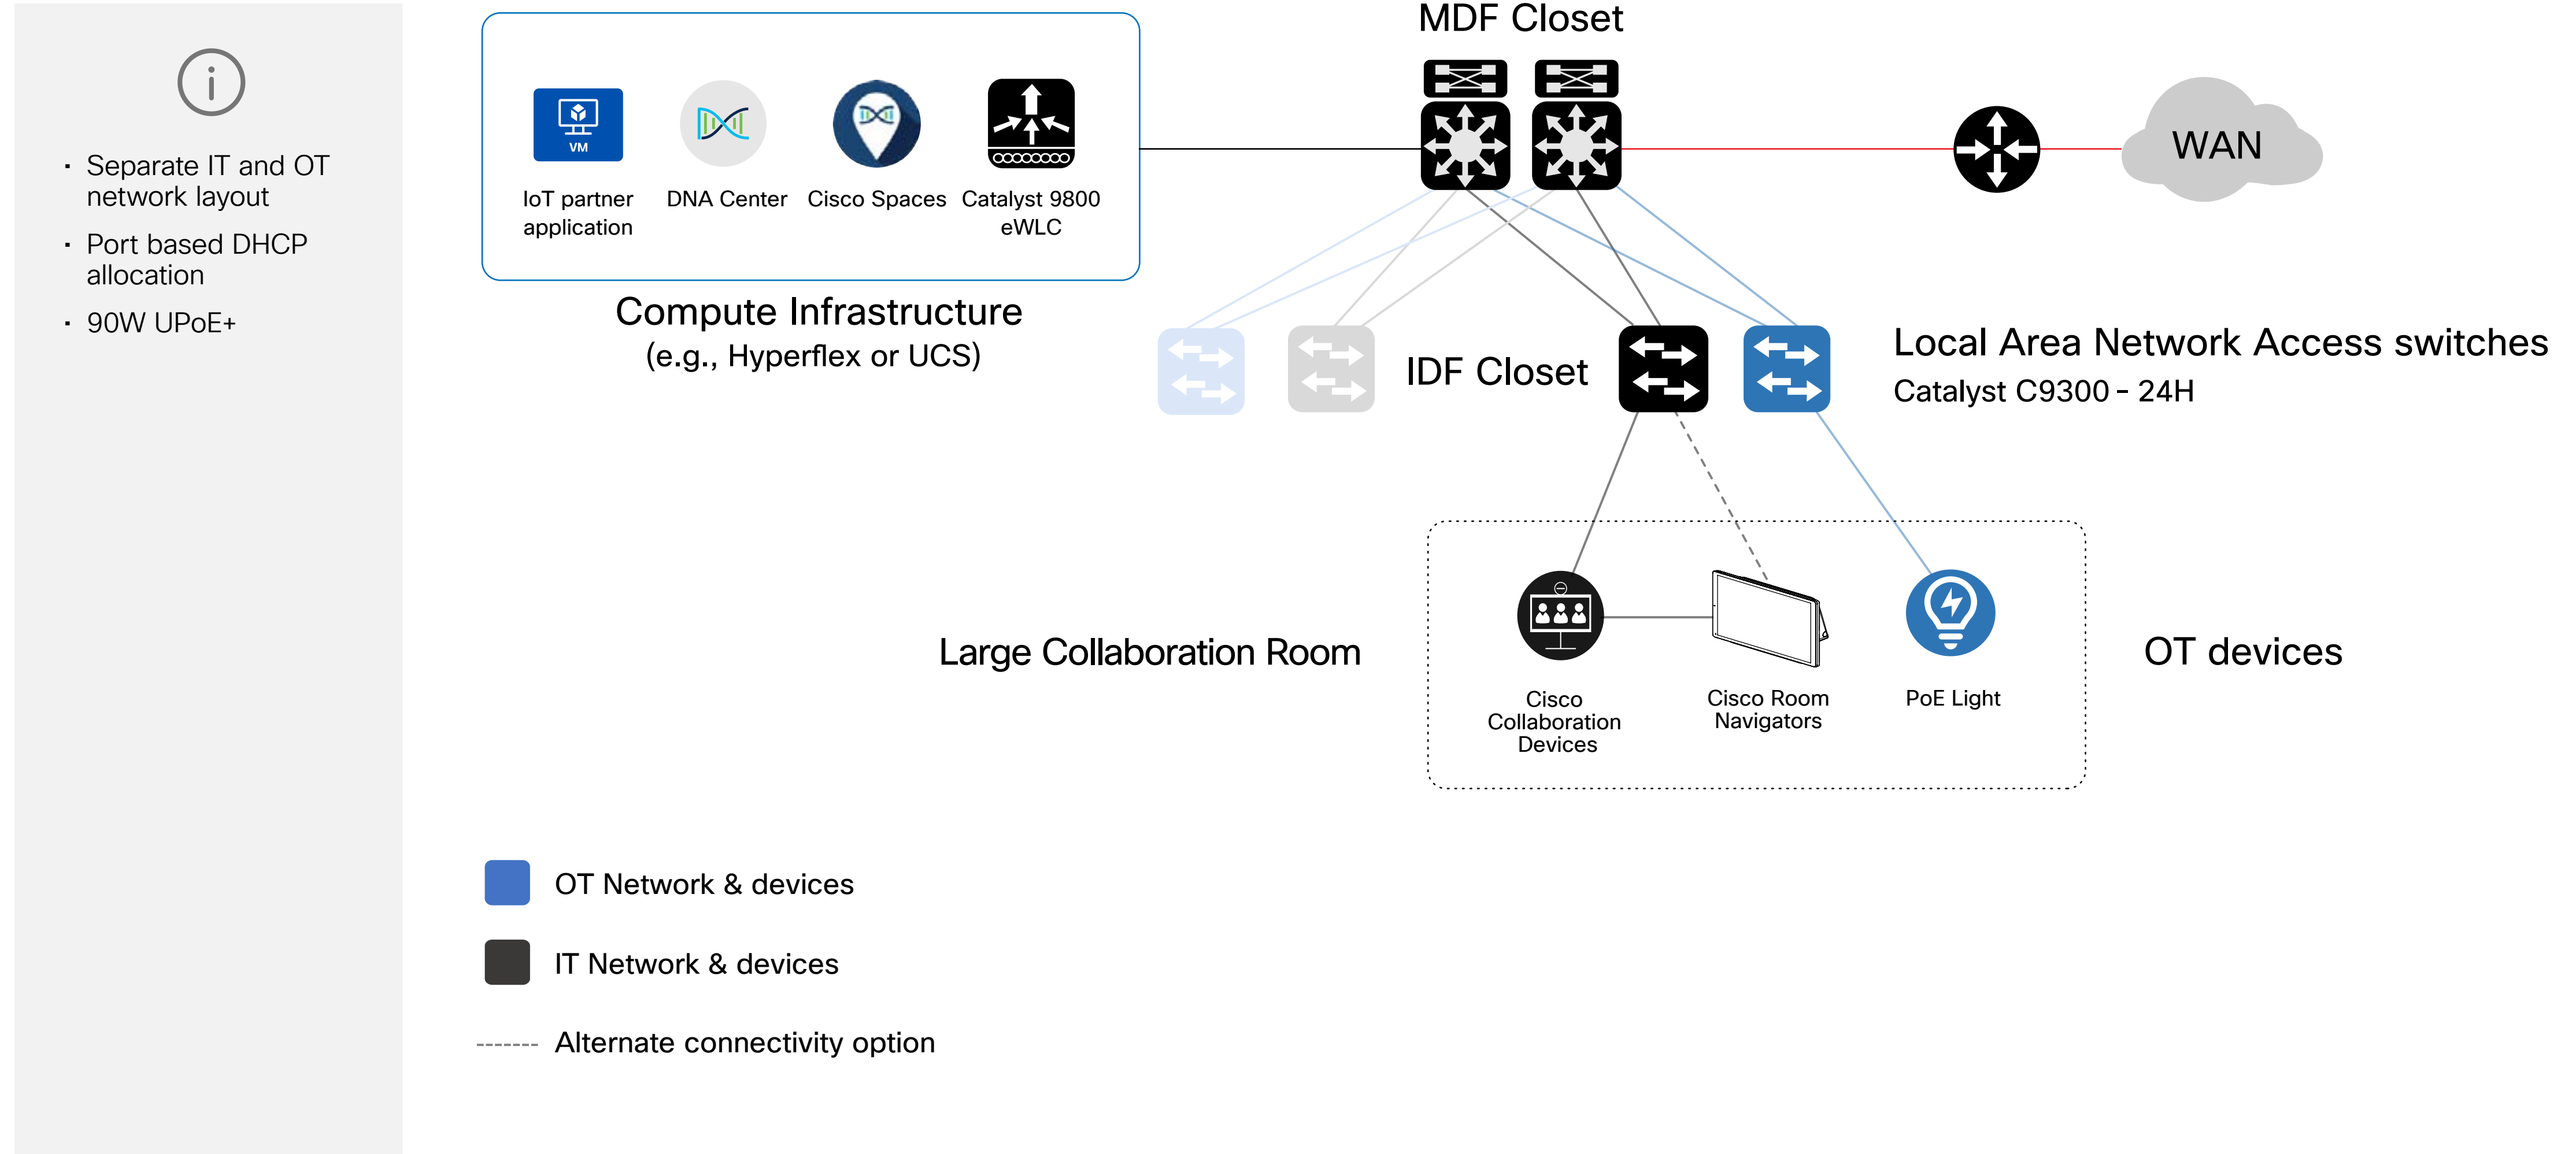 · Separate IT and OT
network layout
· Port based DHCP
allocation
· 90W UPoE+
MDF Closet
VM
IoT partner
application
DNA Center
Cisco Spaces
Catalyst 9800
eWLC
WAN
Compute Infrastructure
(e.g., Hyperflex or UCS)
IDF Closet
Local Area Network Access switches
Catalyst C9300 - 24H
Large Collaboration Room
Cisco
Collaboration
Devices
Cisco Room
Navigators
PoE Light
OT devices
OT Network & devices
IT Network & devices
Alternate connectivity option